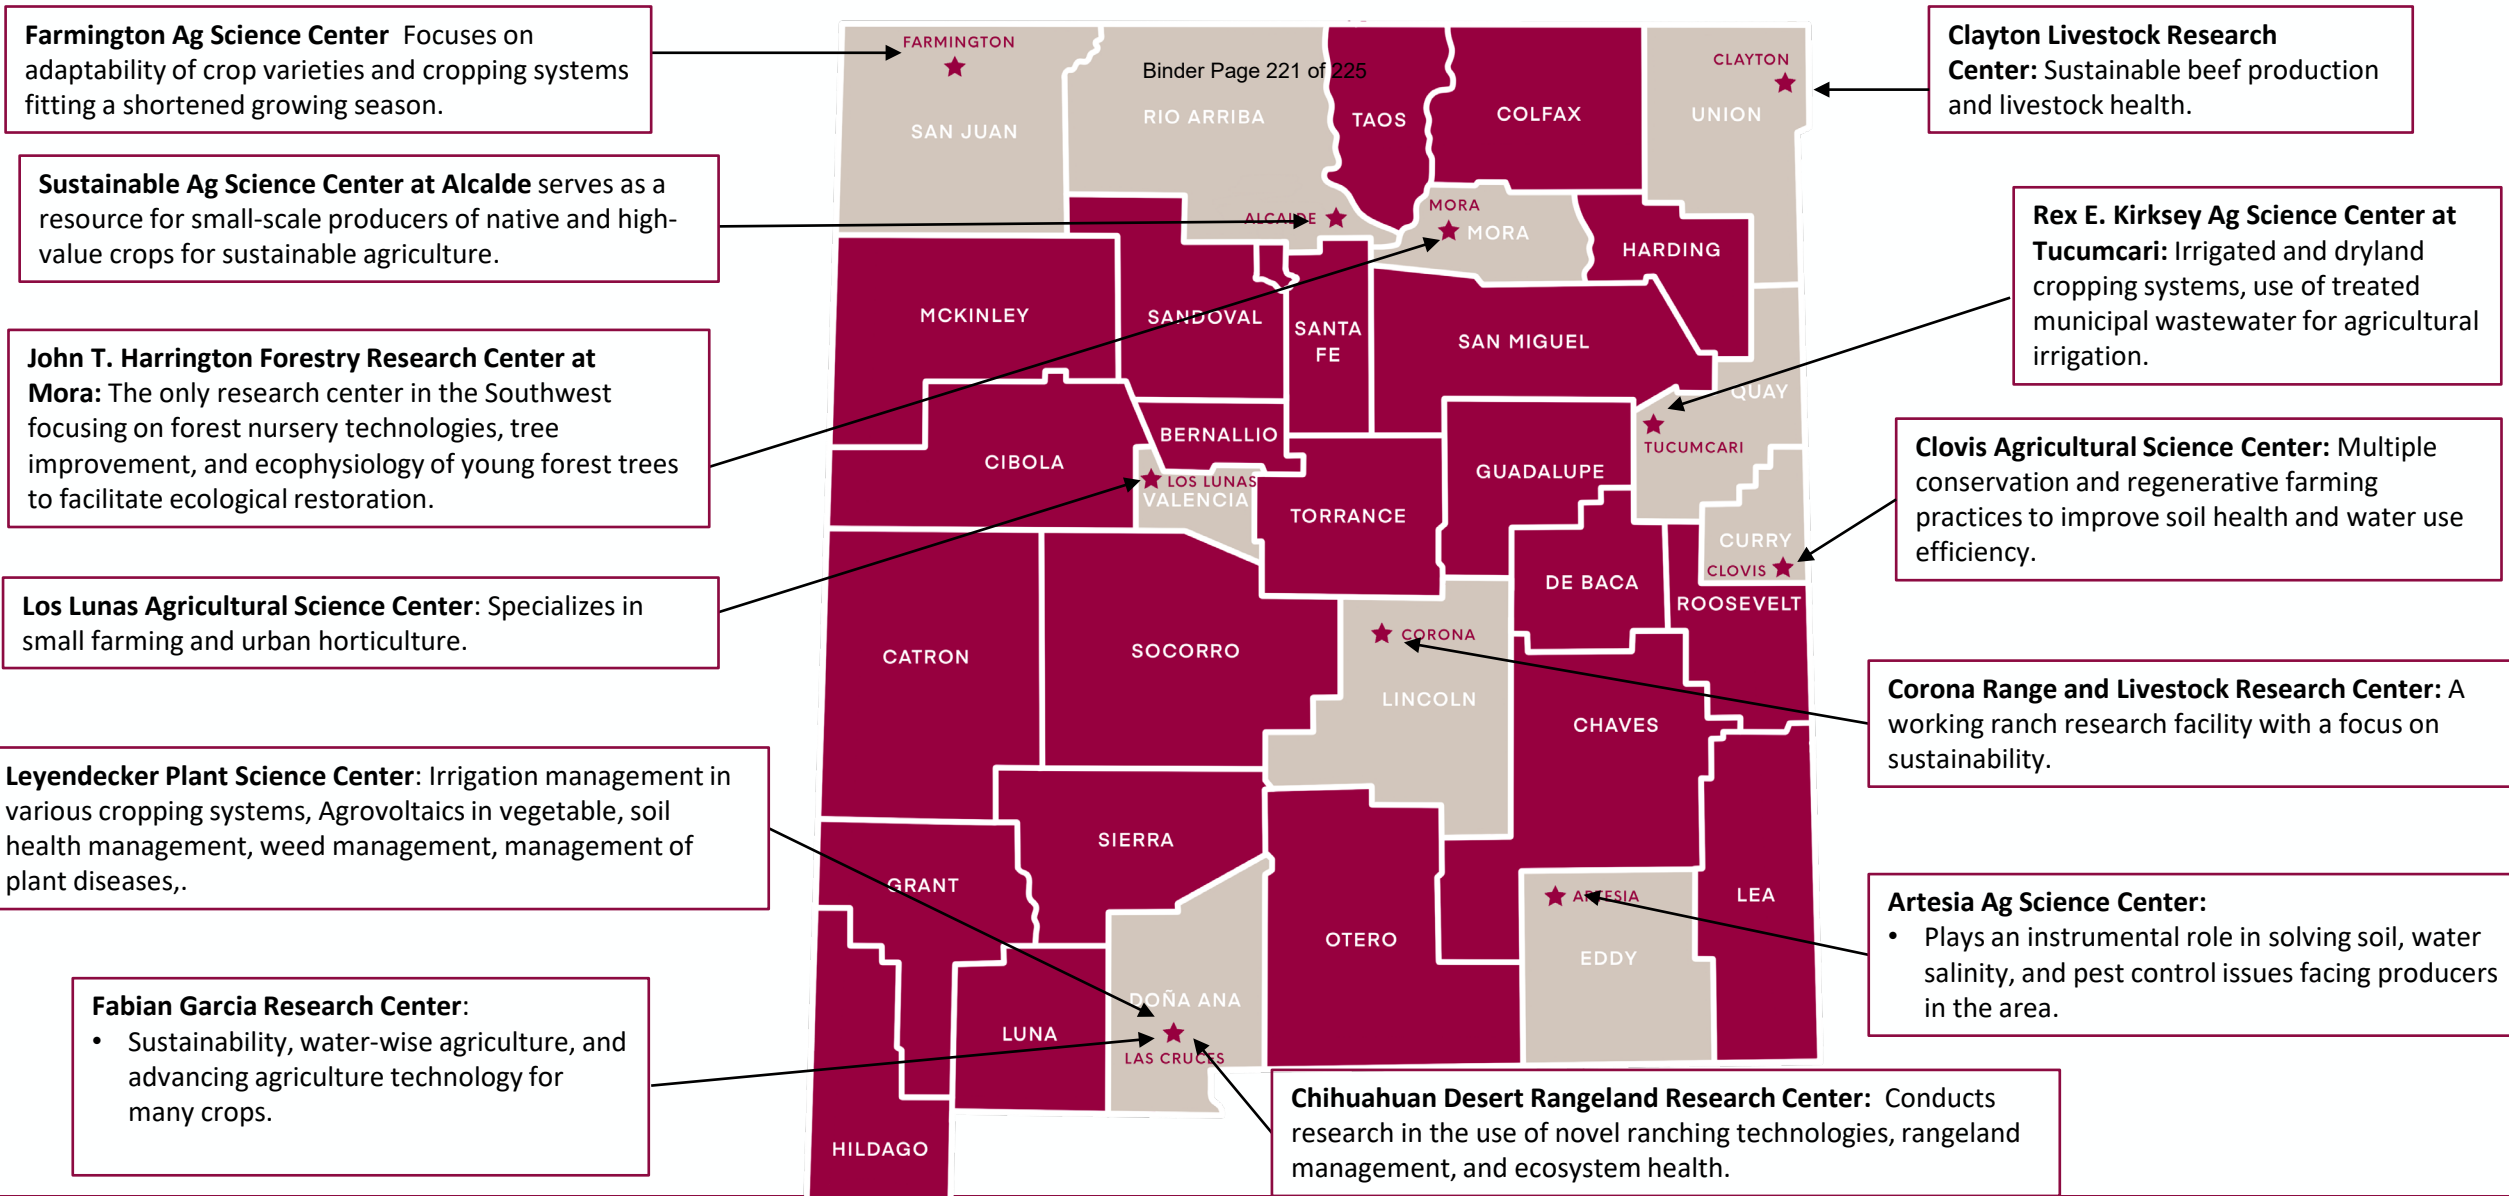 Farmington Ag Science Center  Focuses on
adaptability of crop varieties and cropping systems
fitting a shortened growing season.
Sustainable Ag Science Center at Alcalde serves as a
resource for small-scale producers of native and high-
value crops for sustainable agriculture.
John T. Harrington Forestry Research Center at
Mora: The only research center in the Southwest
focusing on forest nursery technologies, tree
improvement, and ecophysiology of young forest trees
to facilitate ecological restoration.
Los Lunas Agricultural Science Center: Specializes in
small farming and urban horticulture.
Leyendecker Plant Science Center: Irrigation management in
various cropping systems, Agrovoltaics in vegetable, soil
health management, weed management, management of
plant diseases,.
Fabian Garcia Research Center:
• Sustainability, water-wise agriculture, and
advancing agriculture technology for
many crops.
Binder Page 221 of 225
FARMINGTON
SAN JUAN
RIO ARRIBA
TAOS
COLFAX
CLAYTON
UNION
ALCALDE
MORA
MORA
HARDING
MCKINLEY
SANDOVAL
SANTA
FE
SAN MIGUEL
QUAY
TUCUMCARI
BERNALLIO
CIBOLA
LOS LUNAS
VALENCIA
TORRANCE
GUADALUPE
CURRY
CLOVIS
DE BACA
ROOSEVELT
CATRON
SOCORRO
CORONA
LINCOLN
CHAVES
SIERRA
GRANT
OTERO
ARTESIA
EDDY
LEA
DOÑA ANA
LAS CRUCES
LUNA
HILDAGO
Clayton Livestock Research
Center: Sustainable beef production
and livestock health.
Rex E. Kirksey Ag Science Center at
Tucumcari: Irrigated and dryland
cropping systems, use of treated
municipal wastewater for agricultural
irrigation.
Clovis Agricultural Science Center: Multiple
conservation and regenerative farming
practices to improve soil health and water use
efficiency.
Corona Range and Livestock Research Center: A
working ranch research facility with a focus on
sustainability.
Artesia Ag Science Center:
• Plays an instrumental role in solving soil, water
salinity, and pest control issues facing producers
in the area.
Chihuahuan Desert Rangeland Research Center:  Conducts
research in the use of novel ranching technologies, rangeland
management, and ecosystem health.